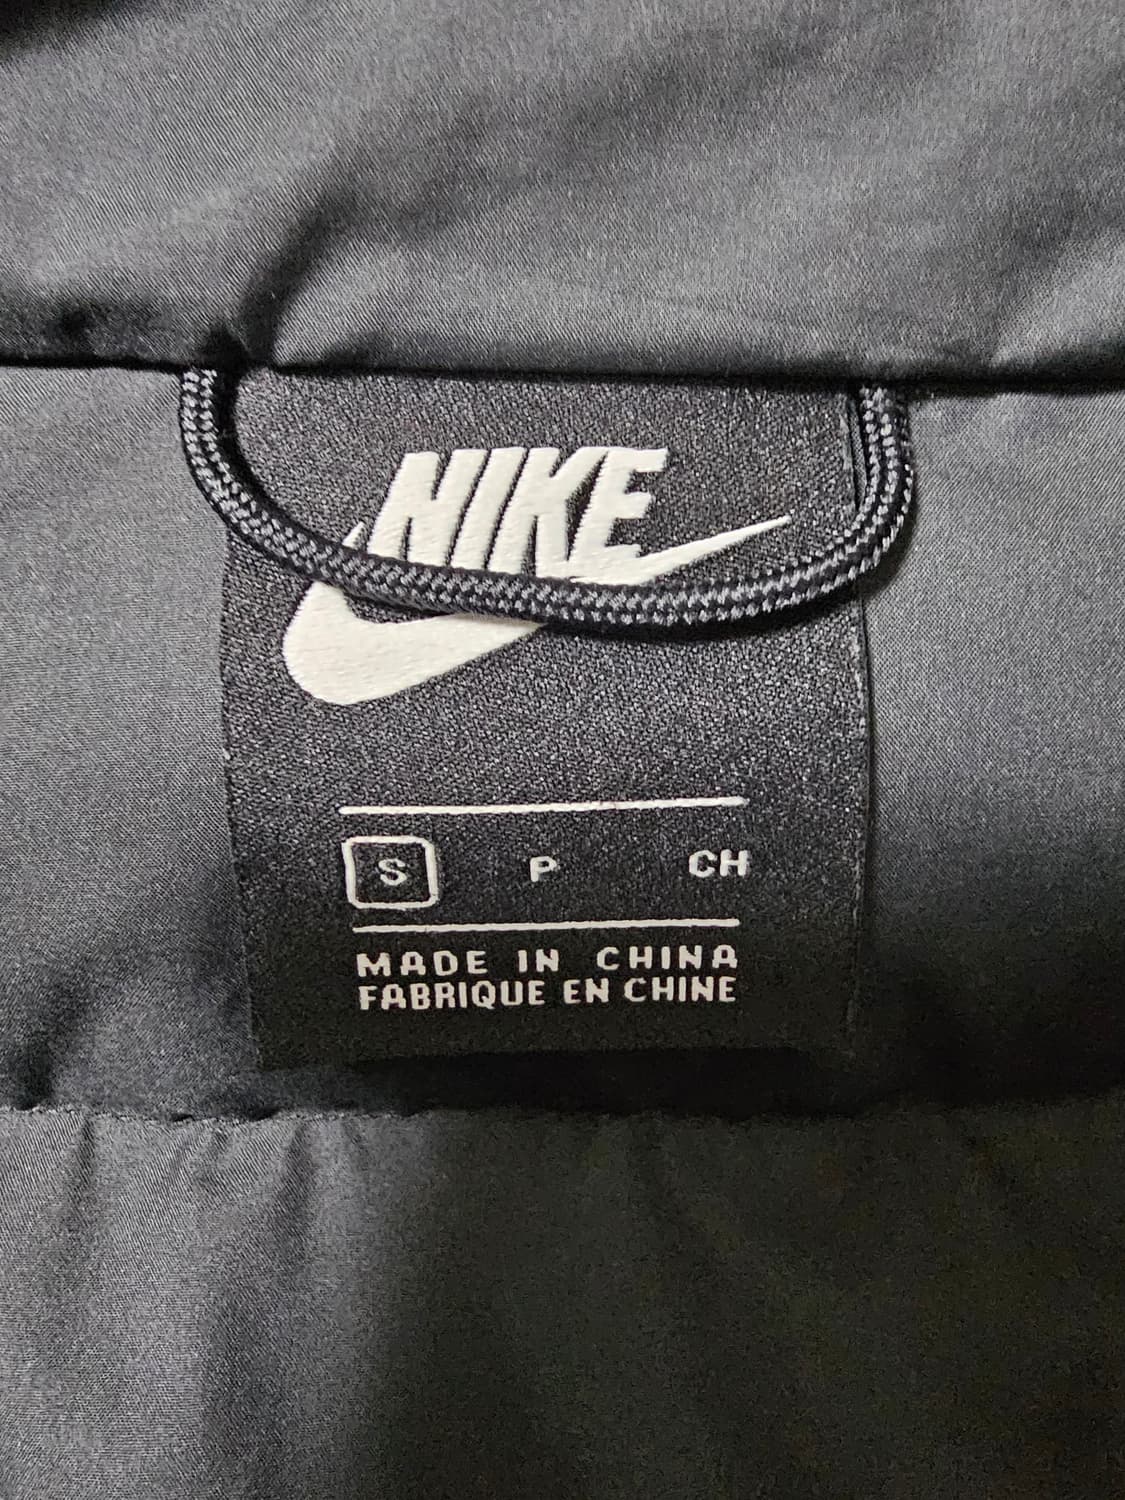 NIKE
S P CH
MADE IN CHINA
FABRIQUE EN CHINE